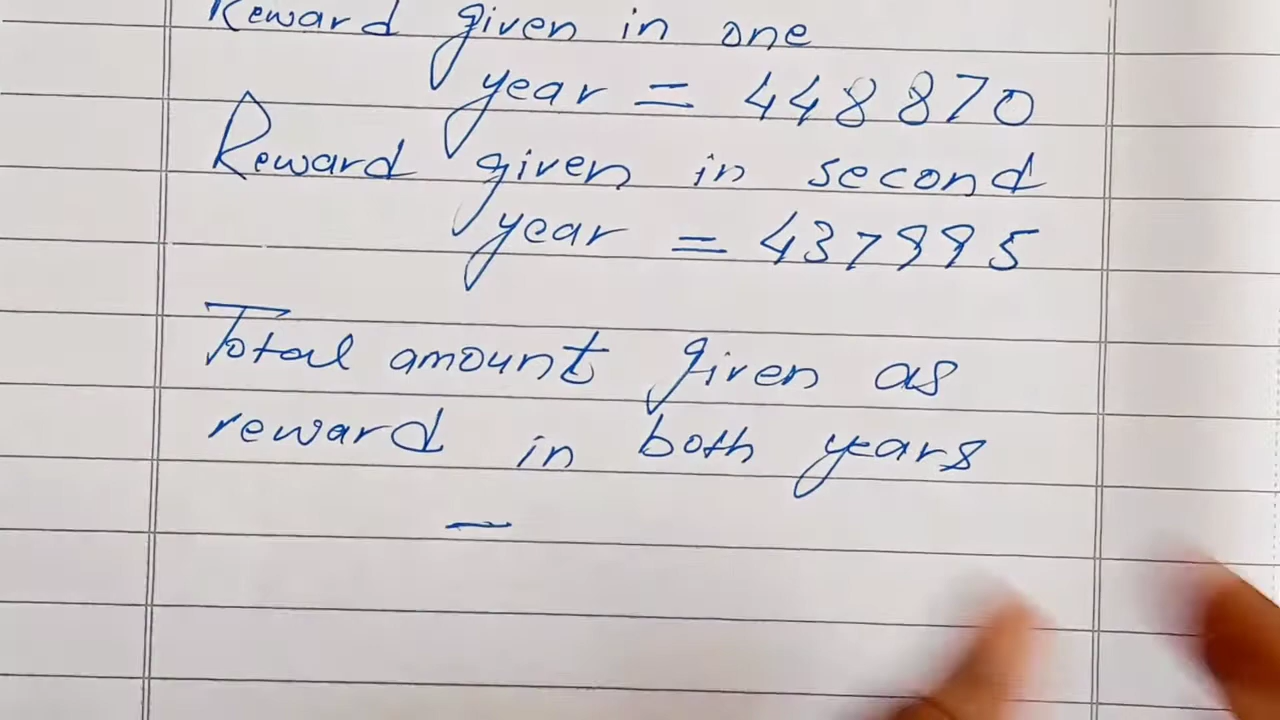 Reward given in one
year = 448870
Reward given in second
year = 437995
Total amount given as
reward in both years